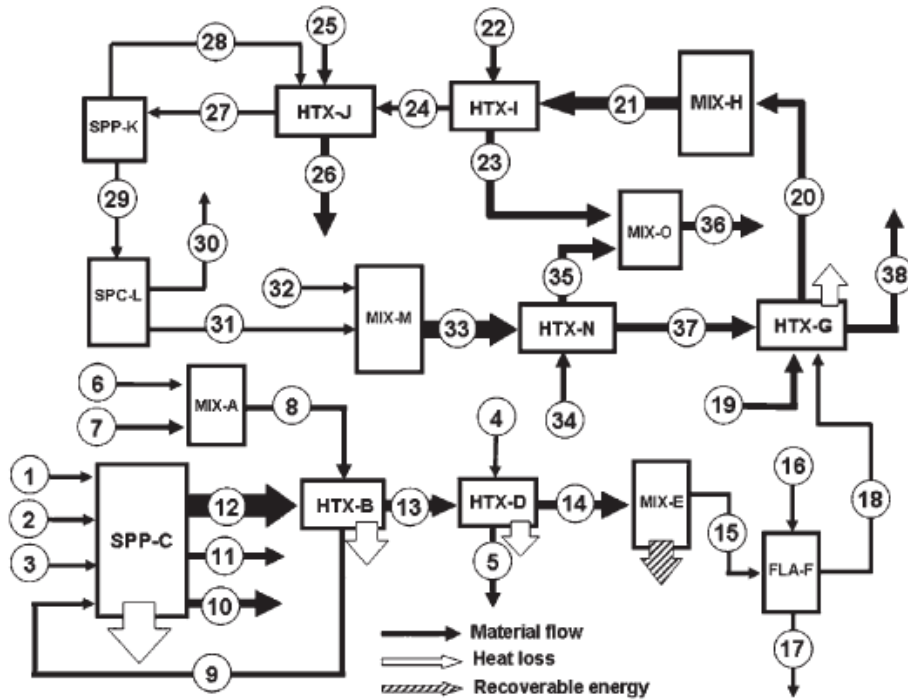 28
25
22
HTX-J
24
HTX-I
21
MIX-H
SPP-K
27
26
23
20
29
30
MIX-O
36
38
35
SPC-L
32
MIX-M
33
HTX-N
37
HTX-G
31
6
MIX-A
8
7
34
19
4
16
1
12
HTX-B
13
HTX-D
14
MIX-E
18
2
SPP-C
11
15
FLA-F
3
10
5
17
9
Material flow
Heat loss
Recoverable energy